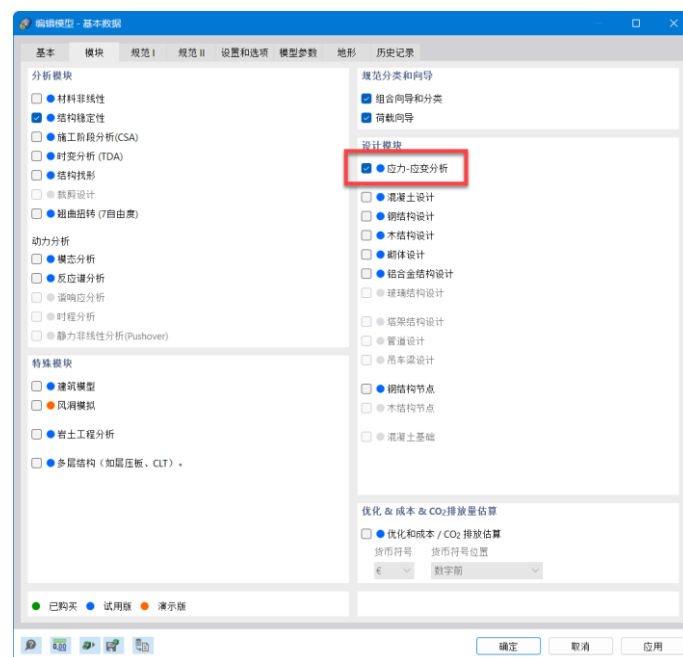 编辑模型 - 基本数据
基本 模块 规范 I 规范 II 设置和选项 模型参数 地形 历史记录
分析模块
材料非线性
结构稳定性
施工阶段分析(CSA)
时变分析 (TDA)
结构找形
裁剪设计
翘曲扭转 (7自由度)
动力分析
模态分析
反应谱分析
谐响应分析
时程分析
静力非线性分析(Pushover)
特殊模块
建筑模型
风洞模拟
岩土工程分析
多层结构（如层压板、CLT）。
规范分类和向导
组合向导和分类
荷载向导
设计模块
应力-应变分析
混凝土设计
钢结构设计
木结构设计
砌体设计
铝合金结构设计
玻璃结构设计
塔架结构设计
管道设计
吊车梁设计
钢结构节点
木结构节点
混凝土基础
优化 & 成本 & CO₂排放量估算
优化和成本 / CO₂ 排放估算
货币符号 货币符号位置
€ 数字前
已购买 试用版 演示版
0,00
确定 取消 应用